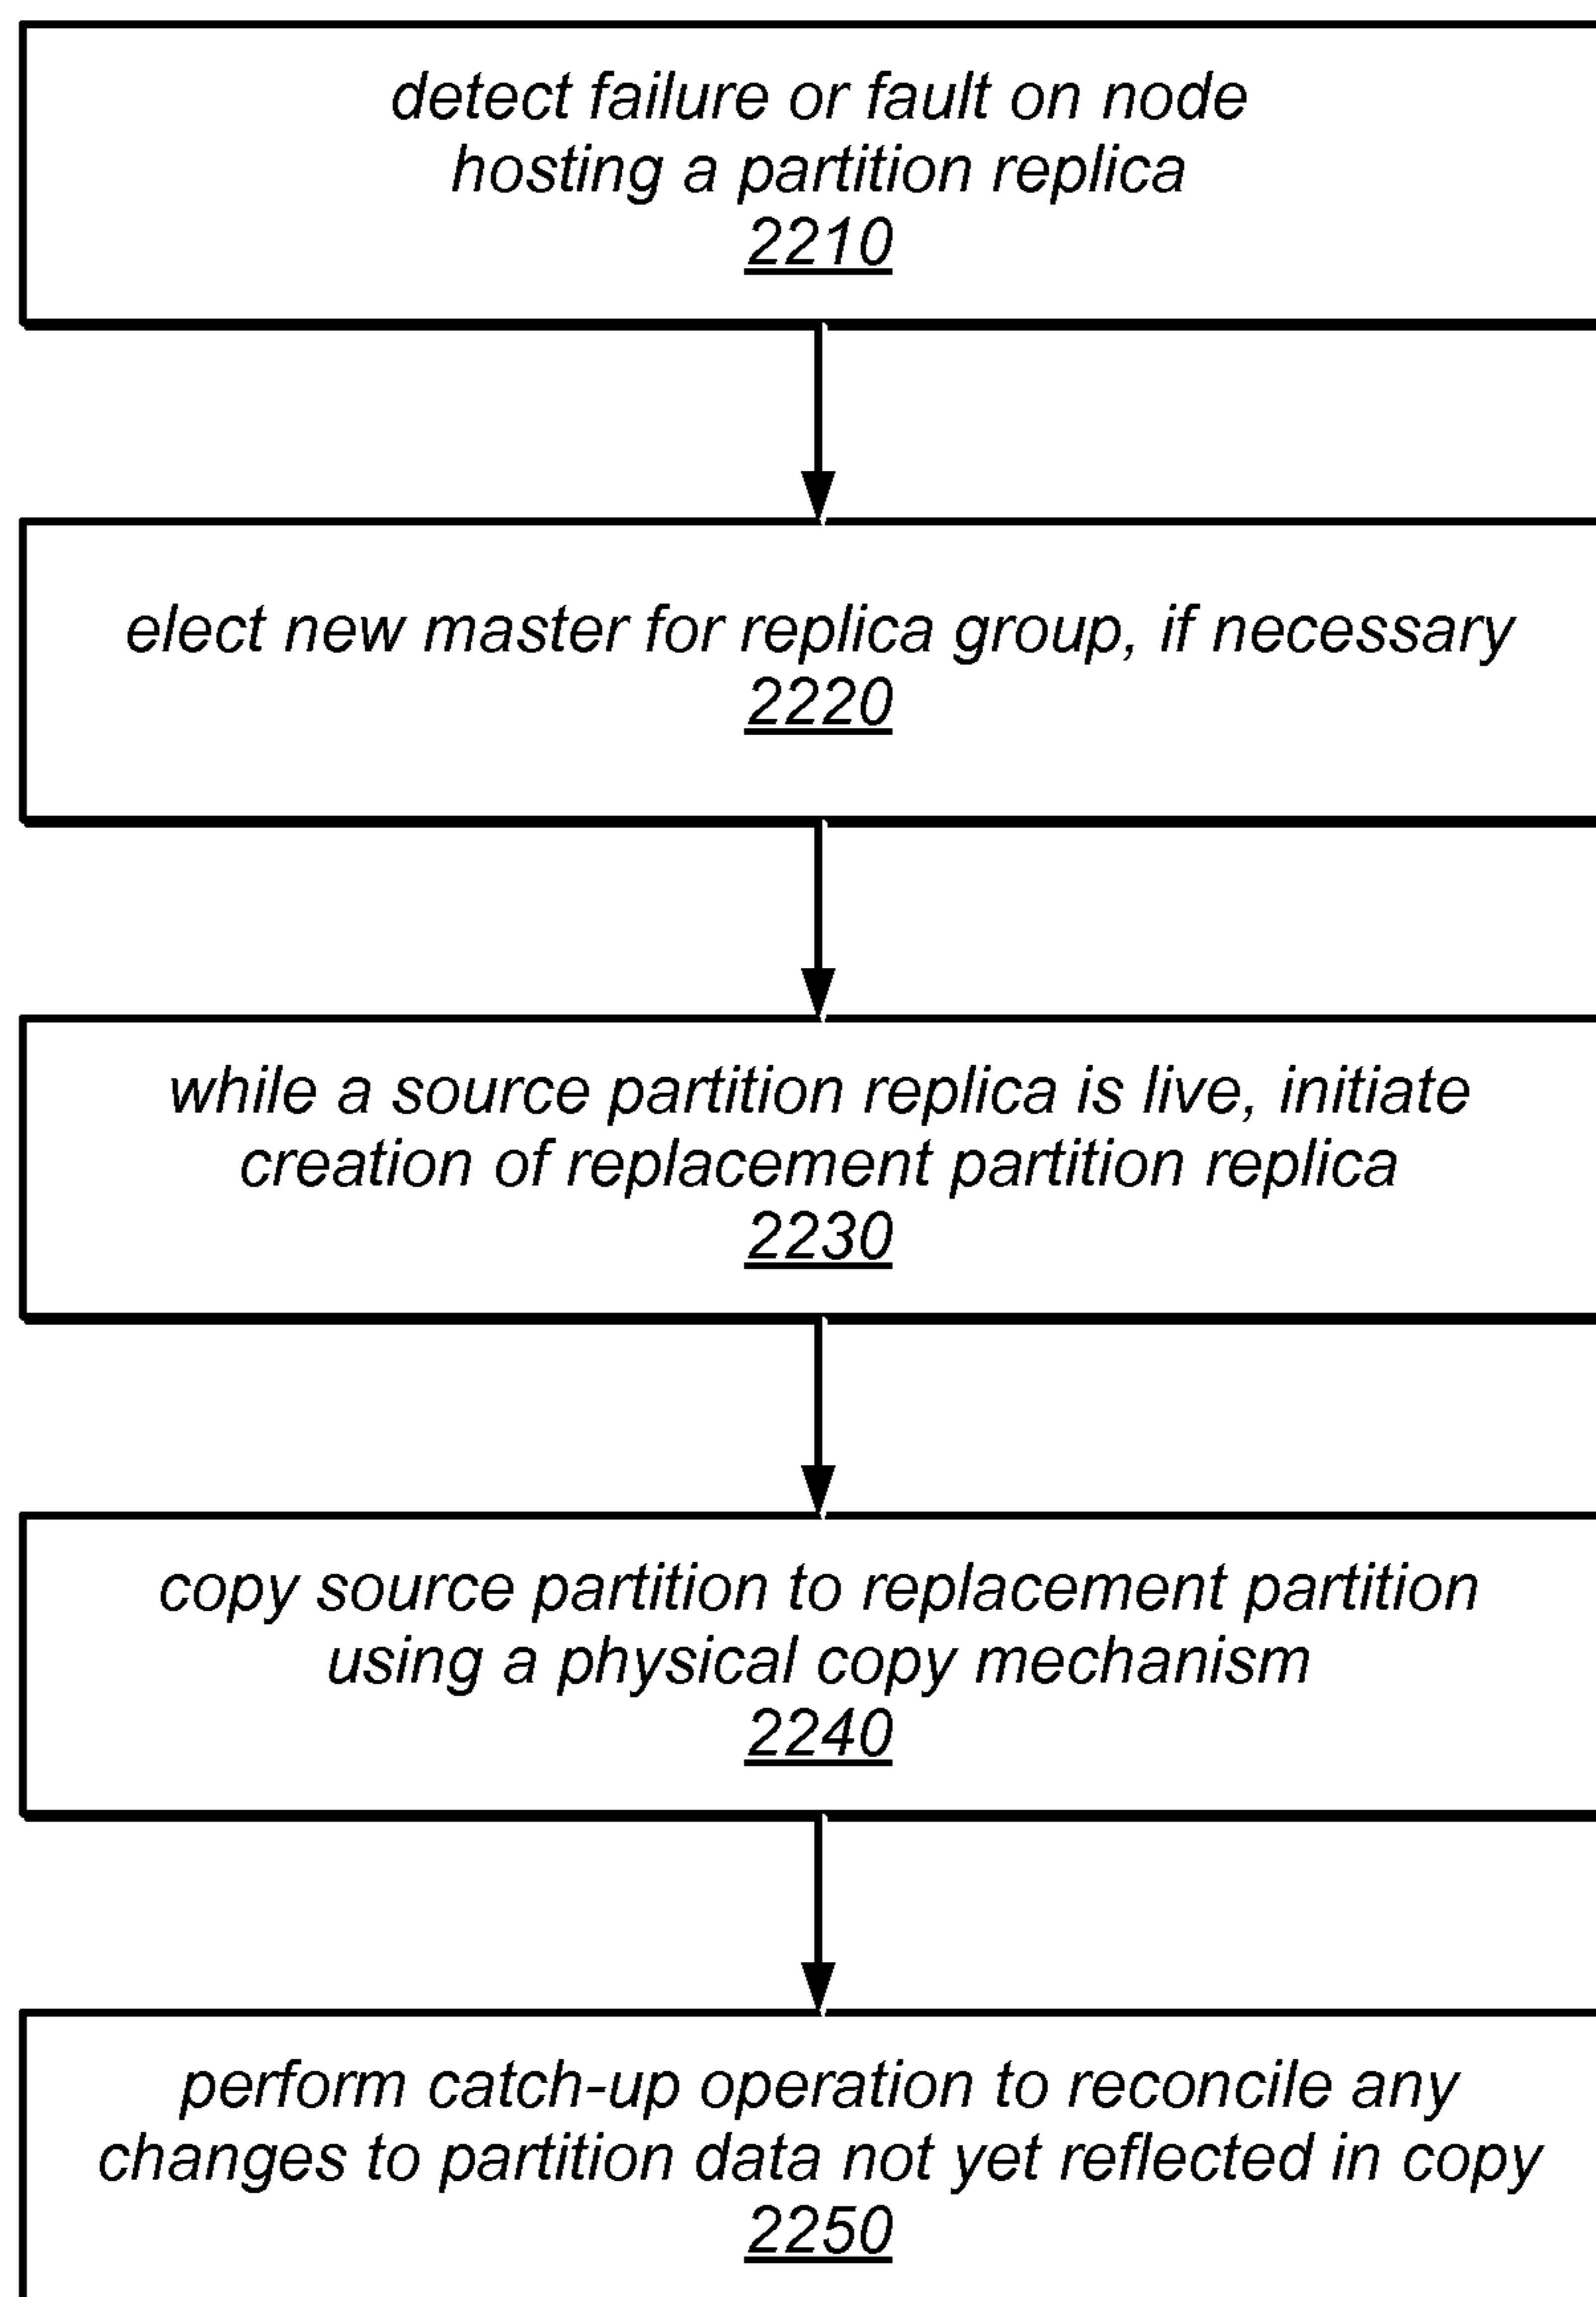 detect failure or fault on node
hosting a partition replica
2210
elect new master for replica group, if necessary
2220
while a source partition replica is live, initiate
creation of replacement partition replica
2230
copy source partition to replacement partition
using a physical copy mechanism
2240
perform catch-up operation to reconcile any
changes to partition data not yet reflected in copy
2250